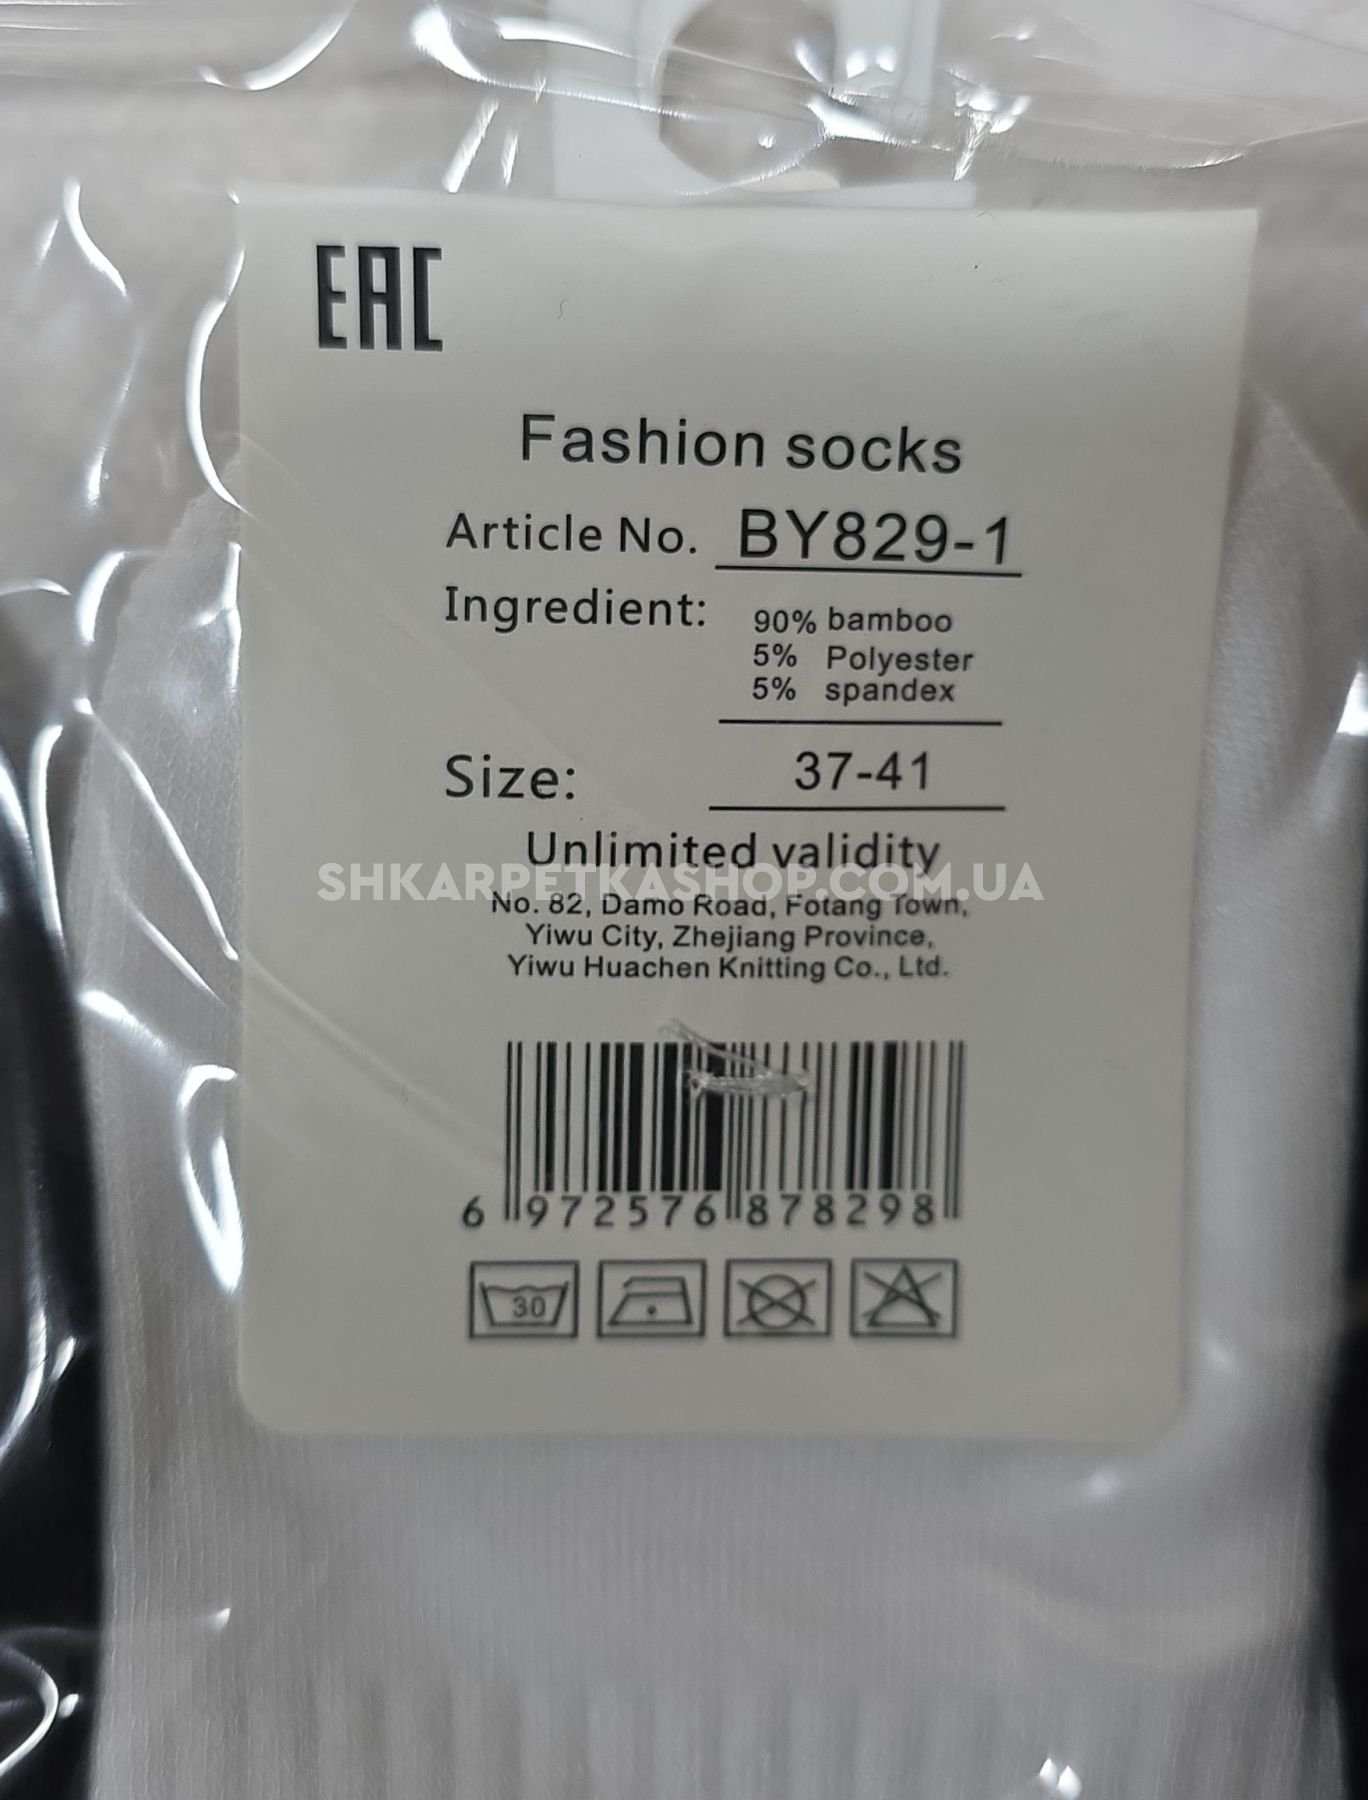 EAC
Fashion socks
Article No. BY829-1
Ingredient: 90% bamboo
5% Polyester
5% spandex
Size: 37-41
Unlimited validity
SHKARPETKASHOP.COM.UA
No. 82, Damo Road, Fotang Town,
Yiwu City, Zhejiang Province,
Yiwu Huachen Knitting Co., Ltd.
6 972576 878298
30